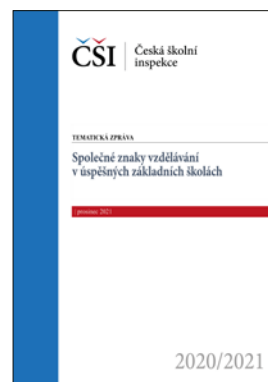 ČŠI
Česká školní
inspekce
TEMATICKÁ ZPRÁVA
Společné znaky vzdělávání
v úspěšných základních školách
prosinec 2021
2020/2021